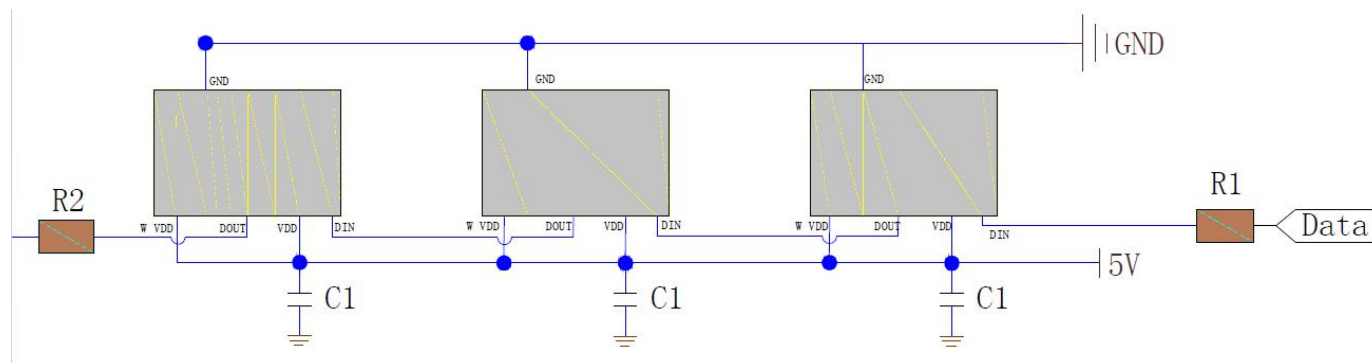 GND
GND GND GND
R2 R1
W VDD DOUT VDD DIN W VDD DOUT VDD DIN W VDD DOUT VDD DIN
Data
5V
C1 C1 C1